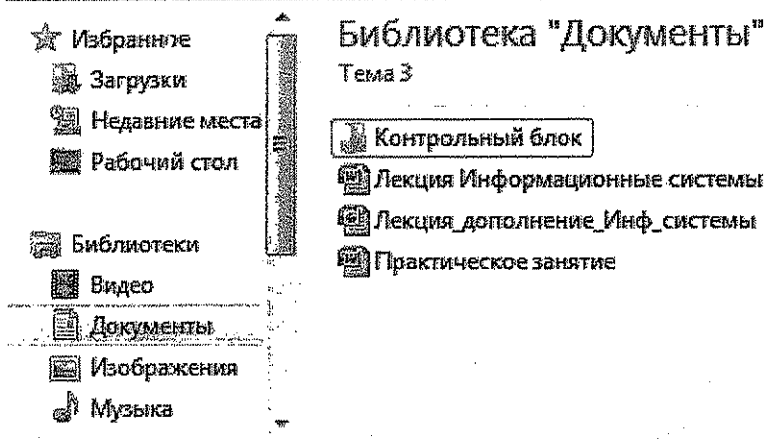 Избранное
Загрузки
Недавние места
Рабочий стол
Библиотеки
Видео
Документы
Изображения
Музыка
Библиотека "Документы"
Тема 3
Контрольный блок
Лекция Информационные системы
Лекция_дополнение_Инф_системы
Практическое занятие